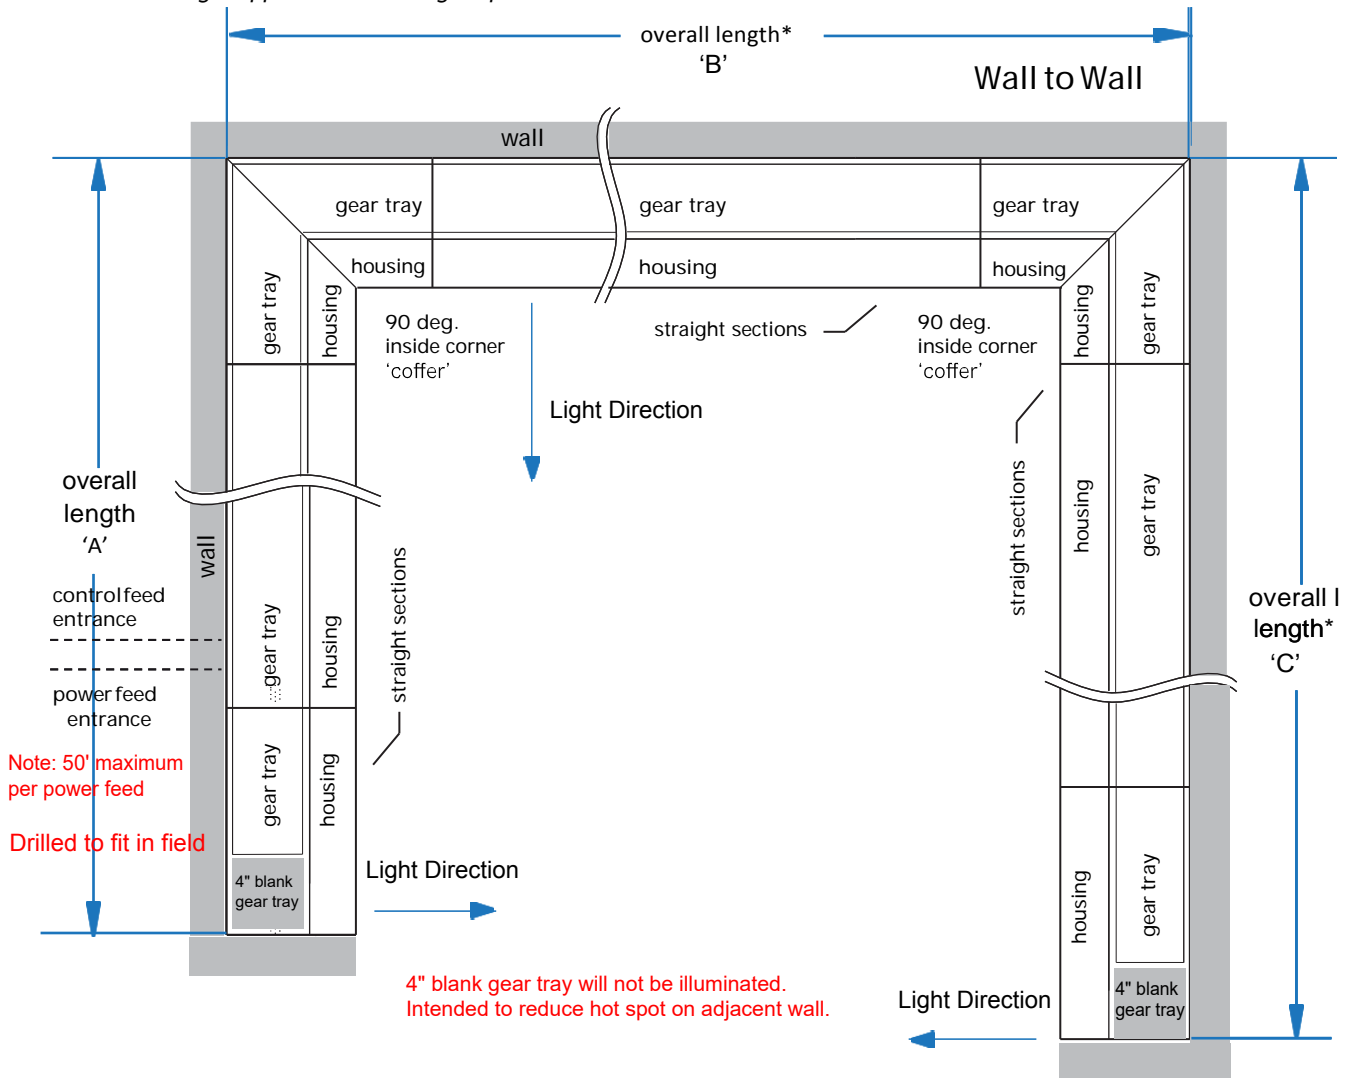 overall length*
‘B’
Wall to Wall
wall
gear tray
gear tray
gear tray
housing
housing
housing
gear tray
housing
housing
gear tray
90 deg.
inside corner
‘coffer’
straight sections
90 deg.
inside corner
‘coffer’
Light Direction
overall
length
‘A’
wall
straight sections
housing
gear tray
straight sections
control feed
entrance
gear tray
housing
power feed
entrance
overall l
length*
‘C’
Note: 50' maximum
per power feed
gear tray
housing
Drilled to fit in field
4" blank
gear tray
Light Direction
housing
gear tray
4" blank gear tray will not be illuminated.
Intended to reduce hot spot on adjacent wall.
Light Direction
4" blank
gear tray